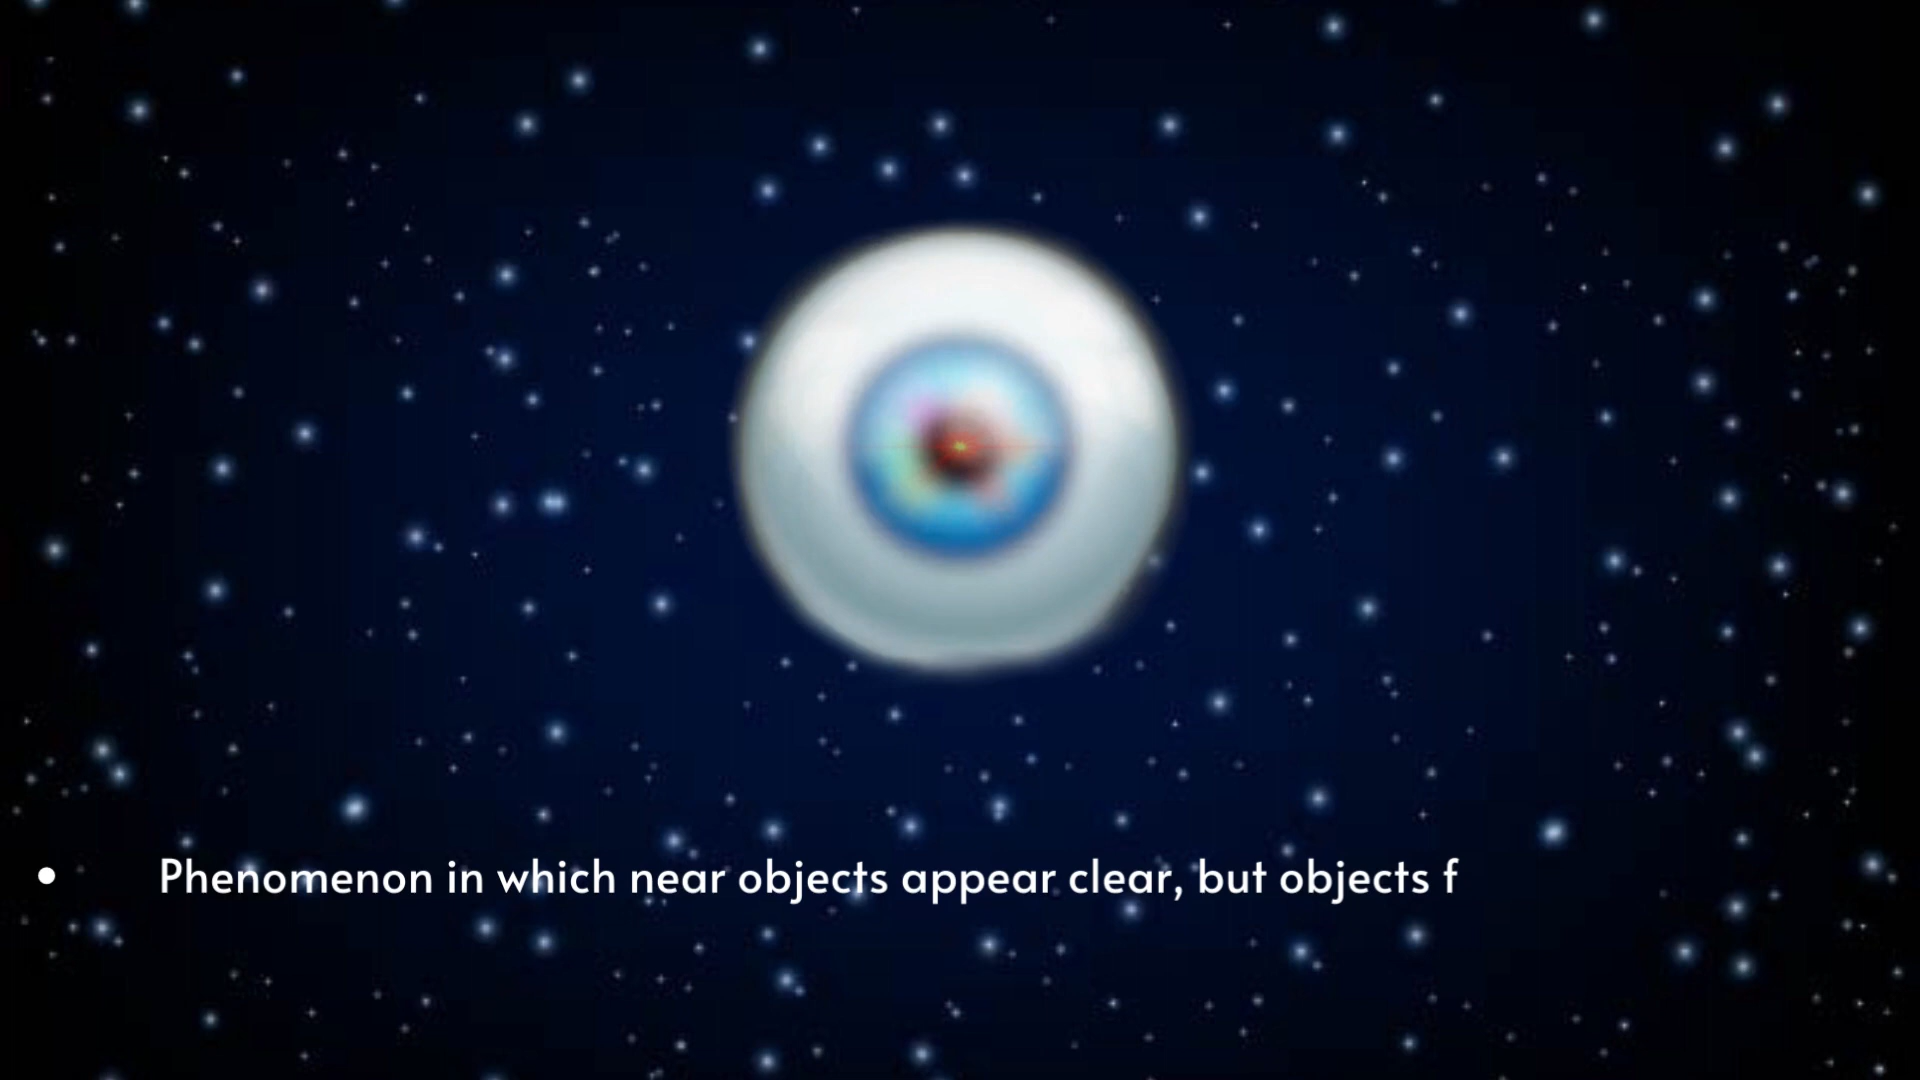 • Phenomenon in which near objects appear clear, but objects f